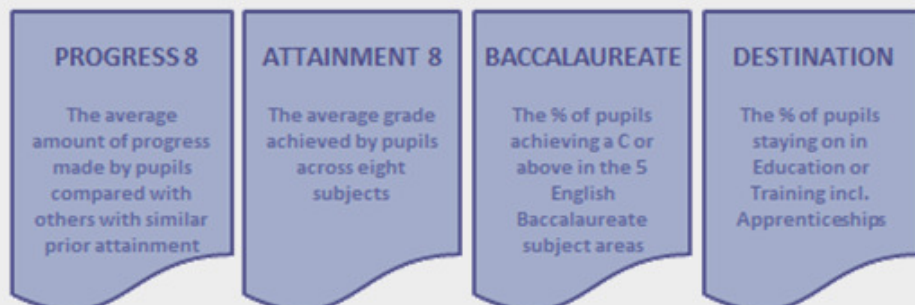 PROGRESS 8
The average
amount of progress
made by pupils
compared with
others with similar
prior attainment
ATTAINMENT 8
The average grade
achieved by pupils
across eight
subjects
BACCALAUREATE
The % of pupils
achieving a C or
above in the 5
English
Baccalaureate
subject areas
DESTINATION
The % of pupils
staying on in
Education or
Training incl.
Apprenticeships